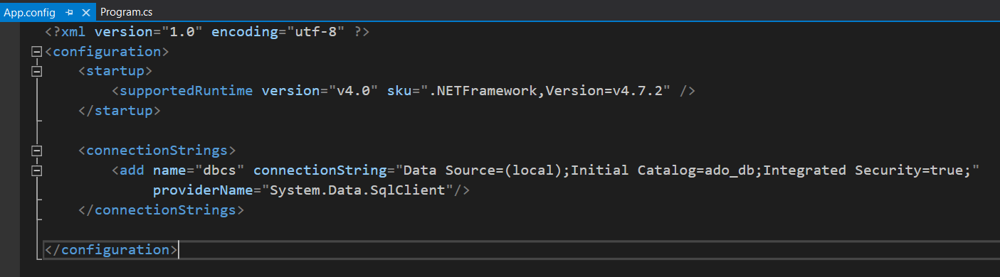 App.config Program.cs
<?xml version="1.0" encoding="utf-8" ?>
<configuration>
    <startup>
        <supportedRuntime version="v4.0" sku=".NETFramework,Version=v4.7.2" />
    </startup>
    <connectionStrings>
        <add name="dbcs" connectionString="Data Source=(local);Initial Catalog=ado_db;Integrated Security=true;"
             providerName="System.Data.SqlClient"/>
    </connectionStrings>
</configuration>